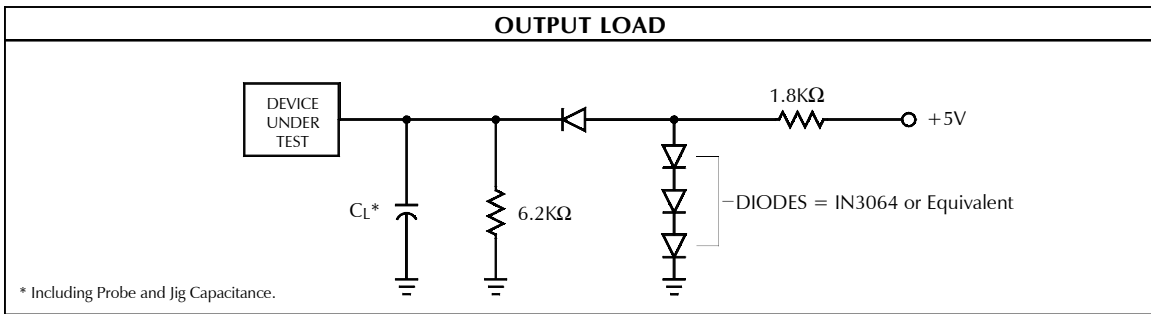 OUTPUT LOAD
DEVICE
UNDER
TEST
1.8KΩ
+5V
CL*
6.2KΩ
DIODES = IN3064 or Equivalent
* Including Probe and Jig Capacitance.